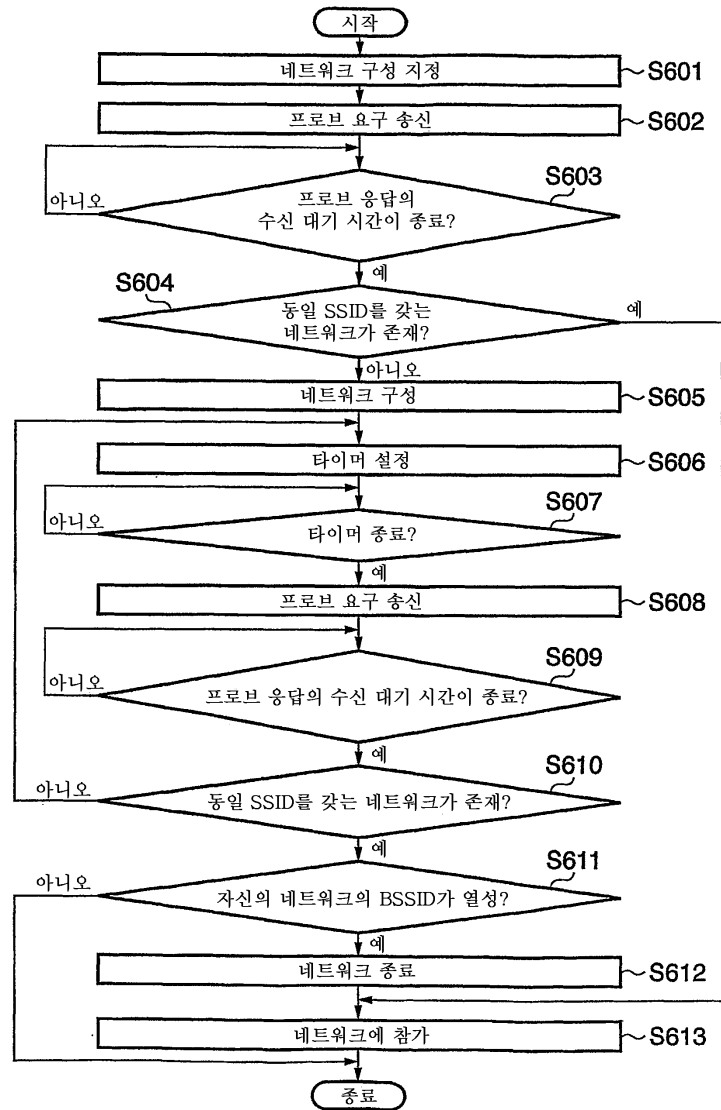 시작
네트워크 구성 지정
S601
프로브 요구 송신
S602
S603
프로브 응답의
수신 대기 시간이 종료?
아니오
예
S604
동일 SSID를 갖는
네트워크가 존재?
예
아니오
네트워크 구성
S605
타이머 설정
S606
S607
타이머 종료?
아니오
예
프로브 요구 송신
S608
S609
프로브 응답의 수신 대기 시간이 종료?
아니오
예
S610
동일 SSID를 갖는 네트워크가 존재?
아니오
예
S611
자신의 네트워크의 BSSID가 열성?
아니오
예
네트워크 종료
S612
네트워크에 참가
S613
종료